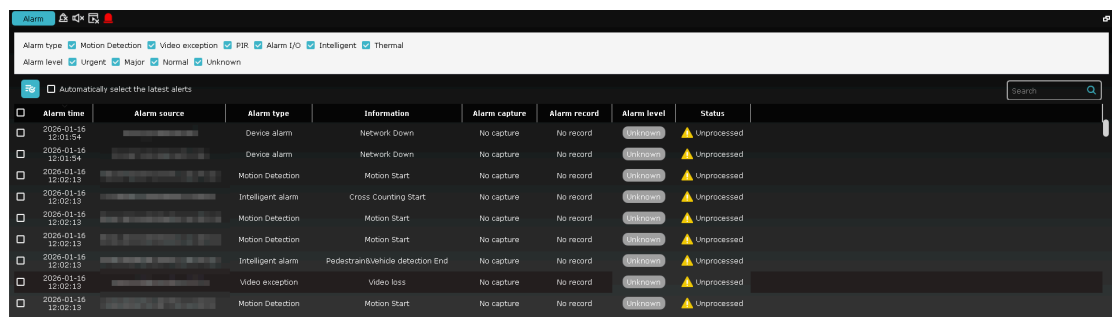 Alarm
Alarm type Motion Detection Video exception PIR Alarm I/O Intelligent Thermal
Alarm level Urgent Major Normal Unknown
Automatically select the latest alerts Search
Alarm time Alarm source Alarm type Information Alarm capture Alarm record Alarm level Status
2026-01-16 12:01:54 Device alarm Network Down No capture No record Unknown Unprocessed
2026-01-16 12:01:54 Device alarm Network Down No capture No record Unknown Unprocessed
2026-01-16 12:02:13 Motion Detection Motion Start No capture No record Unknown Unprocessed
2026-01-16 12:02:13 Intelligent alarm Cross Counting Start No capture No record Unknown Unprocessed
2026-01-16 12:02:13 Motion Detection Motion Start No capture No record Unknown Unprocessed
2026-01-16 12:02:13 Motion Detection Motion Start No capture No record Unknown Unprocessed
2026-01-16 12:02:13 Intelligent alarm Pedestrain&Vehicle detection End No capture No record Unknown Unprocessed
2026-01-16 12:02:13 Video exception Video loss No capture No record Unknown Unprocessed
2026-01-16 12:02:13 Motion Detection Motion Start No capture No record Unknown Unprocessed